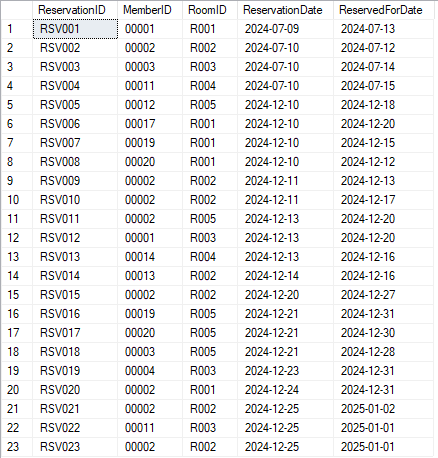 ReservationID MemberID RoomID ReservationDate ReservedForDate
1 RSV001 00001 R001 2024-07-09 2024-07-13
2 RSV002 00002 R002 2024-07-10 2024-07-12
3 RSV003 00003 R003 2024-07-10 2024-07-14
4 RSV004 00011 R004 2024-07-10 2024-07-15
5 RSV005 00012 R005 2024-12-10 2024-12-18
6 RSV006 00017 R001 2024-12-10 2024-12-20
7 RSV007 00019 R001 2024-12-10 2024-12-15
8 RSV008 00020 R001 2024-12-10 2024-12-12
9 RSV009 00002 R002 2024-12-11 2024-12-13
10 RSV010 00002 R002 2024-12-11 2024-12-17
11 RSV011 00002 R005 2024-12-13 2024-12-20
12 RSV012 00001 R003 2024-12-13 2024-12-20
13 RSV013 00014 R004 2024-12-13 2024-12-16
14 RSV014 00013 R002 2024-12-14 2024-12-16
15 RSV015 00002 R002 2024-12-20 2024-12-27
16 RSV016 00019 R005 2024-12-21 2024-12-31
17 RSV017 00020 R005 2024-12-21 2024-12-30
18 RSV018 00003 R005 2024-12-21 2024-12-28
19 RSV019 00004 R003 2024-12-23 2024-12-31
20 RSV020 00002 R001 2024-12-24 2024-12-31
21 RSV021 00002 R002 2024-12-25 2025-01-02
22 RSV022 00011 R003 2024-12-25 2025-01-01
23 RSV023 00002 R002 2024-12-25 2025-01-01